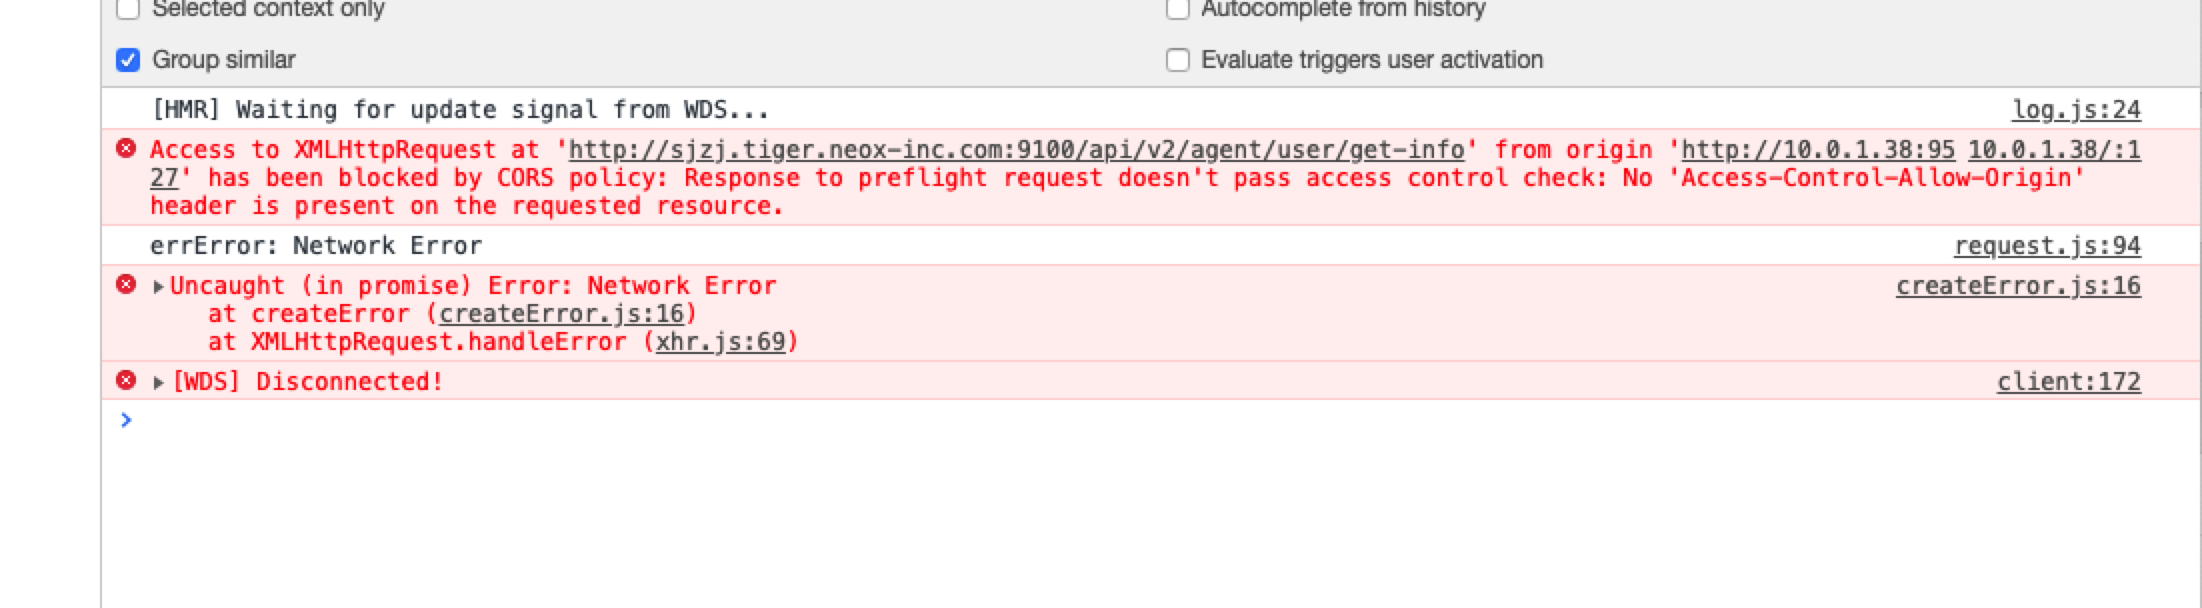 Selected context only Autocomplete from history
Group similar Evaluate triggers user activation
[HMR] Waiting for update signal from WDS... log.js:24
Access to XMLHttpRequest at 'http://sjzj.tiger.neox-inc.com:9100/api/v2/agent/user/get-info' from origin 'http://10.0.1.38:95 10.0.1.38/:1
27' has been blocked by CORS policy: Response to preflight request doesn't pass access control check: No 'Access-Control-Allow-Origin'
header is present on the requested resource.
errError: Network Error request.js:94
Uncaught (in promise) Error: Network Error createError.js:16
at createError (createError.js:16)
at XMLHttpRequest.handleError (xhr.js:69)
[WDS] Disconnected! client:172